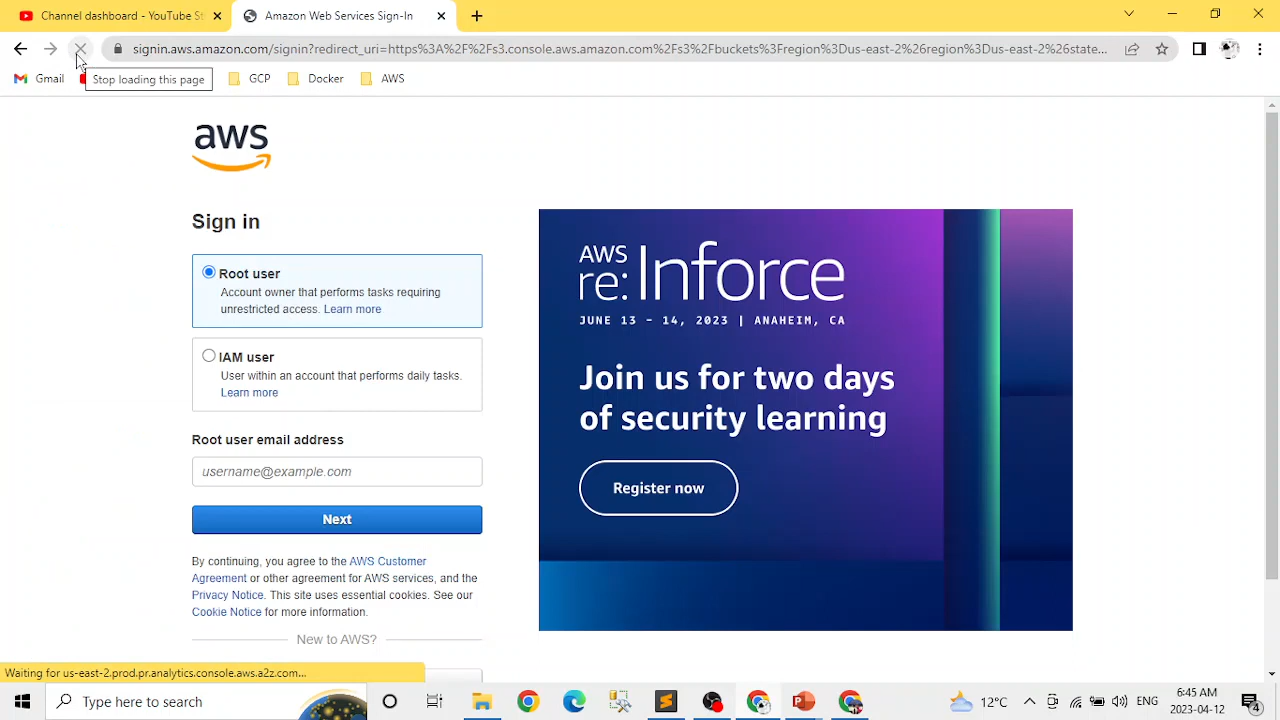 Channel dashboard - YouTube St
Amazon Web Services Sign-In
signin.aws.amazon.com/signin?redirect_uri=https%3A%2F%2Fs3.console.aws.amazon.com%2Fs3%2Fbuckets%3Fregion%3Dus-east-2%26region%3Dus-east-2%26state...
Gmail
Stop loading this page
GCP
Docker
AWS
aws
Sign in
Root user
Account owner that performs tasks requiring
unrestricted access. Learn more
IAM user
User within an account that performs daily tasks.
Learn more
Root user email address
username@example.com
Next
By continuing, you agree to the AWS Customer
Agreement or other agreement for AWS services, and the
Privacy Notice. This site uses essential cookies. See our
Cookie Notice for more information.
New to AWS?
AWS
re:Inforce
JUNE 13 – 14, 2023 | ANAHEIM, CA
Join us for two days
of security learning
Register now
Waiting for us-east-2.prod.pr.analytics.console.aws.a2z.com...
Type here to search
12°C
ENG
6:45 AM
2023-04-12
4